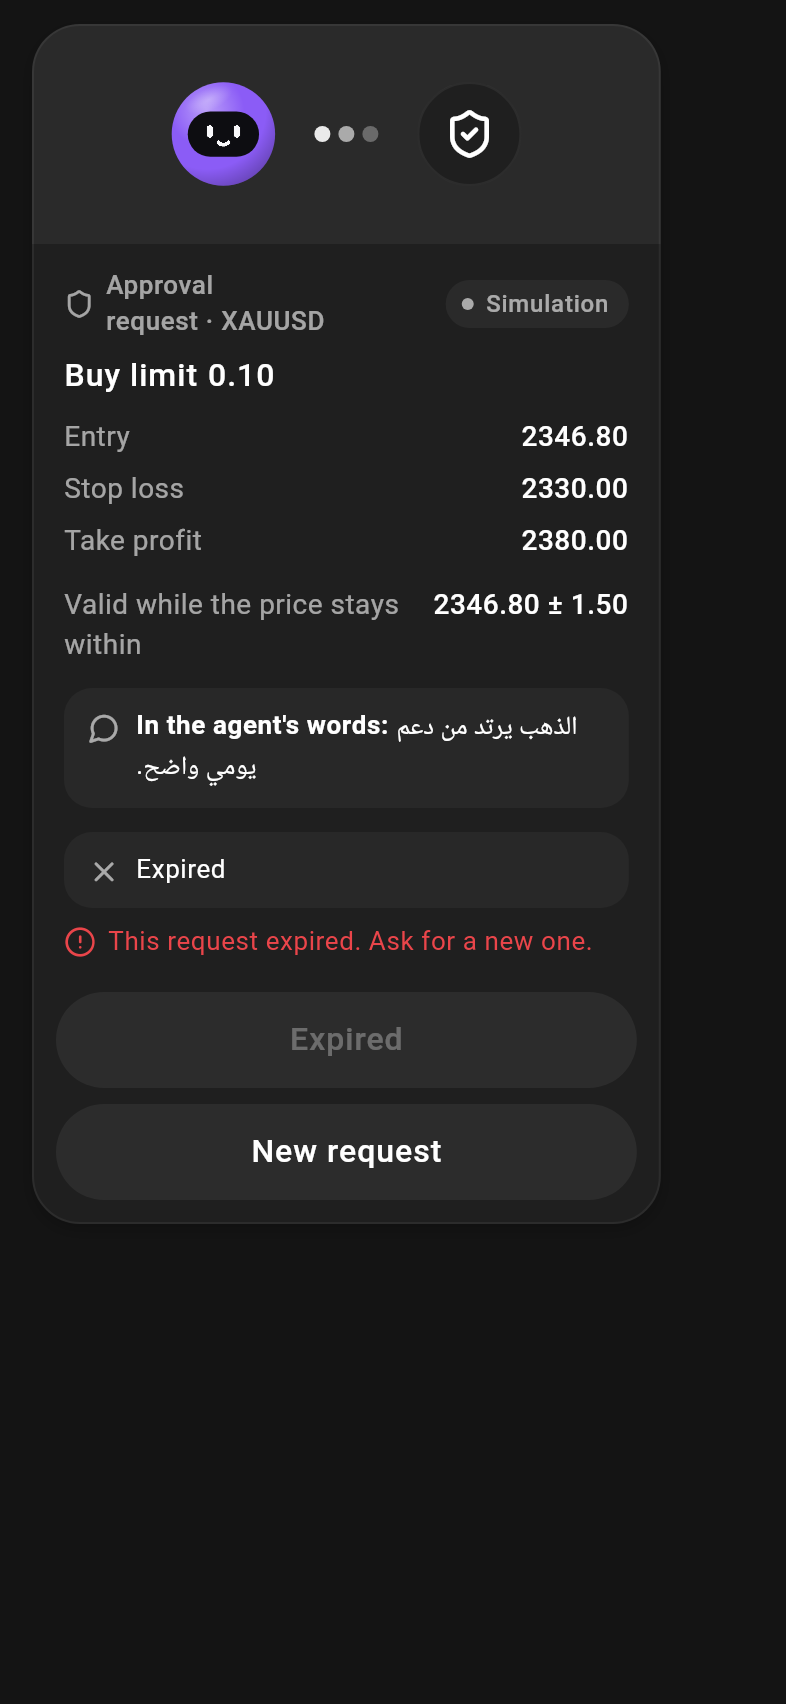 Approval
request · XAUUSD
Simulation
Buy limit 0.10
Entry 2346.80
Stop loss 2330.00
Take profit 2380.00
Valid while the price stays 2346.80 ± 1.50
within
In the agent's words: الذهب يرتد من دعم
يومي واضح.
Expired
This request expired. Ask for a new one.
Expired
New request